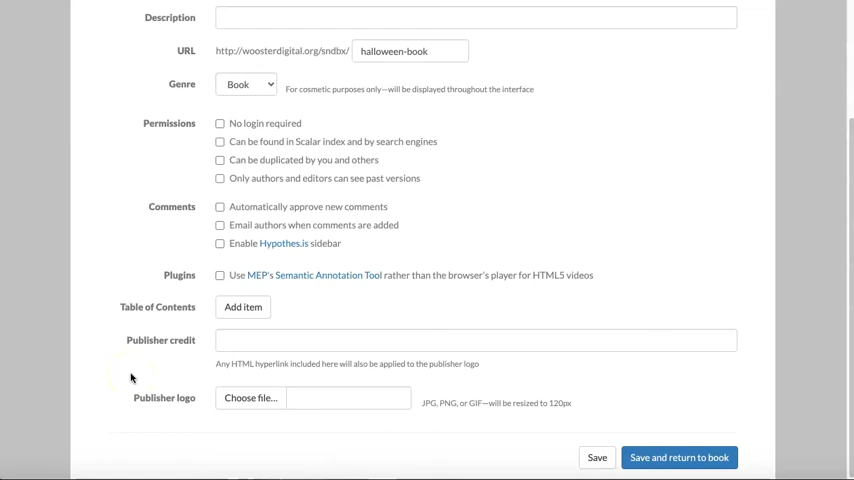 Description
URL http://woosterdigital.org/sndbx/ halloween-book
Genre Book For cosmetic purposes only—will be displayed throughout the interface
Permissions No login required
Can be found in Scalar index and by search engines
Can be duplicated by you and others
Only authors and editors can see past versions
Comments Automatically approve new comments
Email authors when comments are added
Enable Hypothes.is sidebar
Plugins Use MEP's Semantic Annotation Tool rather than the browser's player for HTML5 videos
Table of Contents Add item
Publisher credit
Any HTML hyperlink included here will also be applied to the publisher logo
Publisher logo Choose file... JPG, PNG, or GIF—will be resized to 120px
Save Save and return to book